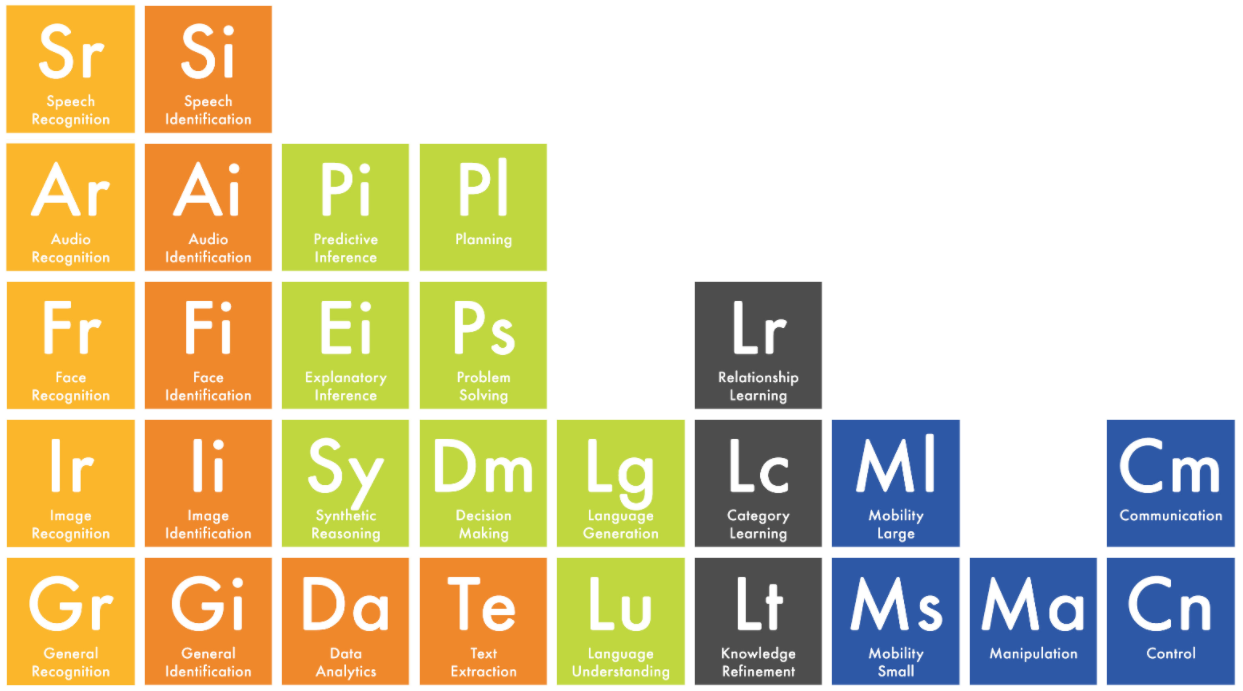 Sr
Speech
Recognition
Si
Speech
Identification
Ar
Audio
Recognition
Ai
Audio
Identification
Pi
Predictive
Inference
Pl
Planning
Fr
Face
Recognition
Fi
Face
Identification
Ei
Explanatory
Inference
Ps
Problem
Solving
Lr
Relationship
Learning
Ir
Image
Recognition
Ii
Image
Identification
Sy
Synthetic
Reasoning
Dm
Decision
Making
Lg
Language
Generation
Lc
Category
Learning
Ml
Mobility
Large
Cm
Communication
Gr
General
Recognition
Gi
General
Identification
Da
Data
Analytics
Te
Text
Extraction
Lu
Language
Understanding
Lt
Knowledge
Refinement
Ms
Mobility
Small
Ma
Manipulation
Cn
Control